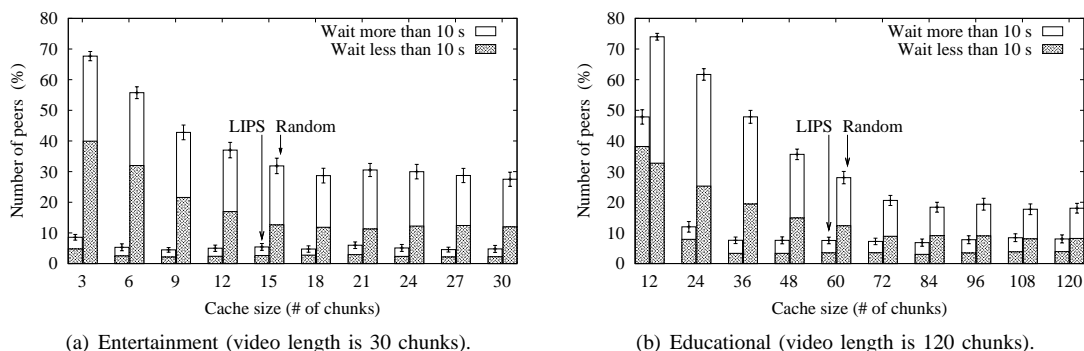 80
70
60
50
40
30
20
10
0
Number of peers (%)
Wait more than 10 s
Wait less than 10 s
LIPS Random
3 6 9 12 15 18 21 24 27 30
Cache size (# of chunks)
(a) Entertainment (video length is 30 chunks).
80
70
60
50
40
30
20
10
0
Number of peers (%)
Wait more than 10 s
Wait less than 10 s
LIPS Random
12 24 36 48 60 72 84 96 108 120
Cache size (# of chunks)
(b) Educational (video length is 120 chunks).